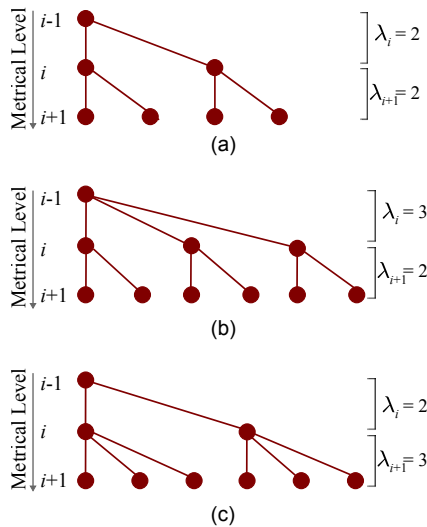 Metrical Level
i-1
i
i+1
λi = 2
λi+1 = 2
(a)
Metrical Level
i-1
i
i+1
λi = 3
λi+1 = 2
(b)
Metrical Level
i-1
i
i+1
λi = 2
λi+1 = 3
(c)